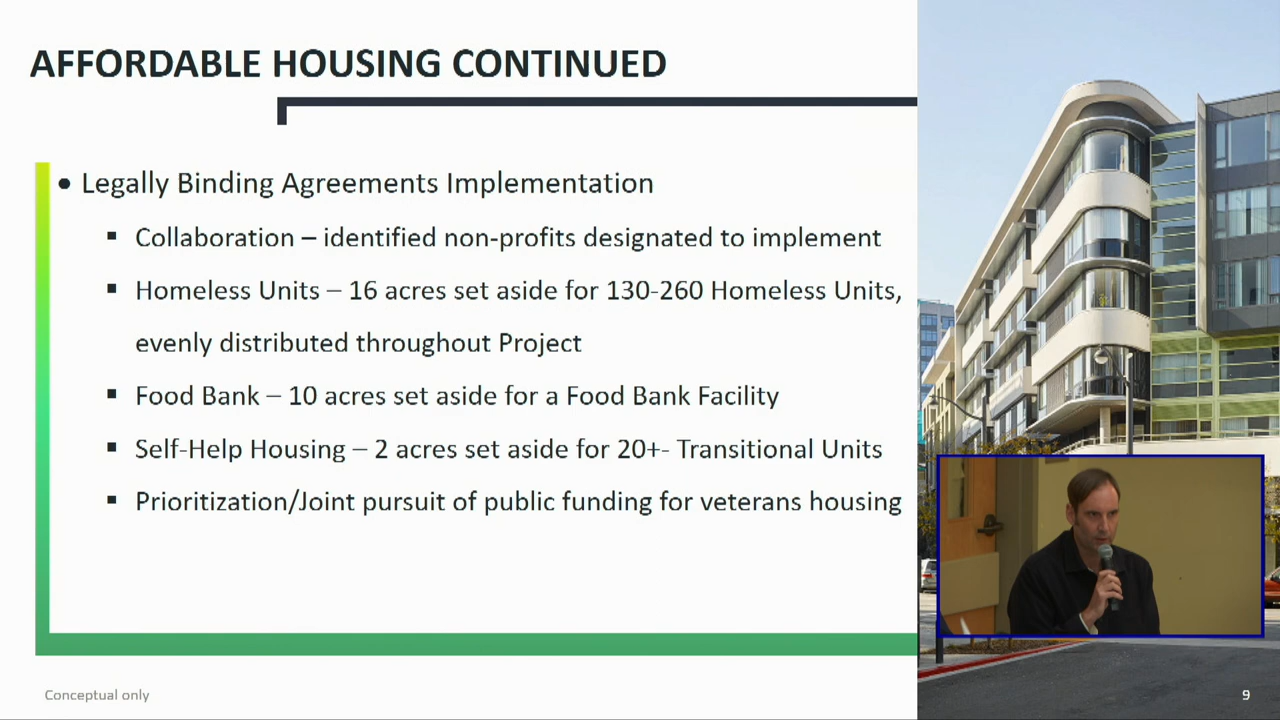 AFFORDABLE HOUSING CONTINUED
• Legally Binding Agreements Implementation
▪ Collaboration – identified non-profits designated to implement
▪ Homeless Units – 16 acres set aside for 130-260 Homeless Units,
evenly distributed throughout Project
▪ Food Bank – 10 acres set aside for a Food Bank Facility
▪ Self-Help Housing – 2 acres set aside for 20+- Transitional Units
▪ Prioritization/Joint pursuit of public funding for veterans housing
Conceptual only
9